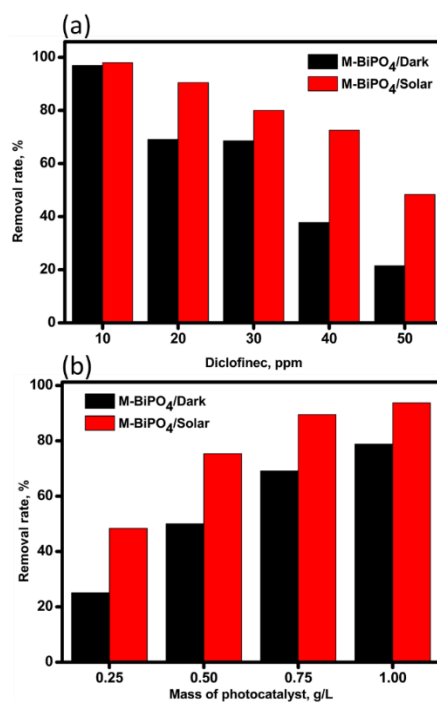 (a)
M-BiPO4/Dark
M-BiPO4/Solar
Removal rate, %
100
80
60
40
20
0
10 20 30 40 50
Diclofinec, ppm
(b)
M-BiPO4/Dark
M-BiPO4/Solar
Removal rate, %
100
80
60
40
20
0
0.25 0.50 0.75 1.00
Mass of photocatalyst, g/L